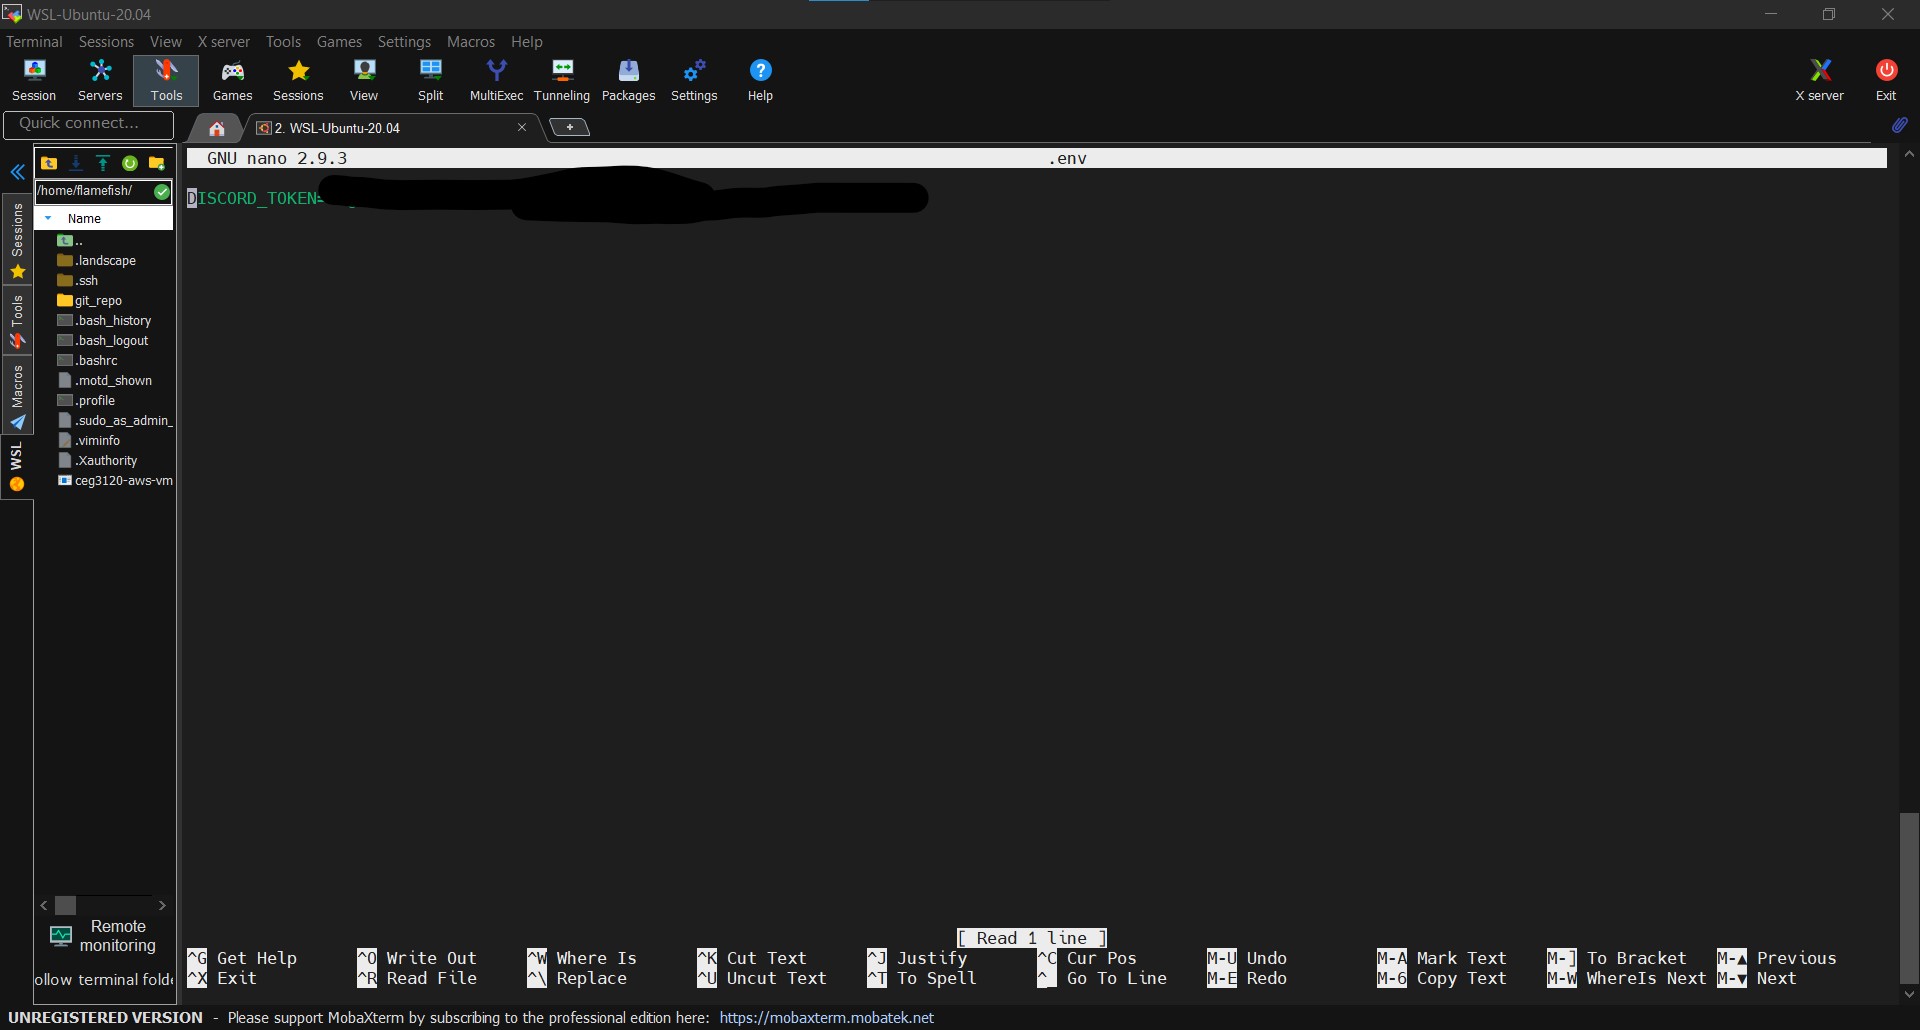 WSL-Ubuntu-20.04
Terminal Sessions View X server Tools Games Settings Macros Help
Session Servers Tools Games Sessions View Split MultiExec Tunneling Packages Settings Help X server Exit
Quick connect...
2. WSL-Ubuntu-20.04
GNU nano 2.9.3 .env
/home/flamefish/
DISCORD_TOKEN=
Name
..
.landscape
.ssh
git_repo
.bash_history
.bash_logout
.bashrc
.motd_shown
.profile
.sudo_as_admin_
.viminfo
.Xauthority
ceg3120-aws-vm
Sessions
Tools
Macros
WSL
Remote
monitoring
ollow terminal folde
[ Read 1 line ]
^G Get Help ^O Write Out ^W Where Is ^K Cut Text ^J Justify ^C Cur Pos M-U Undo M-A Mark Text M-] To Bracket M-▲ Previous
^X Exit ^R Read File ^\ Replace ^U Uncut Text ^T To Spell ^_ Go To Line M-E Redo M-6 Copy Text M-W WhereIs Next M-▼ Next
UNREGISTERED VERSION - Please support MobaXterm by subscribing to the professional edition here: https://mobaxterm.mobatek.net